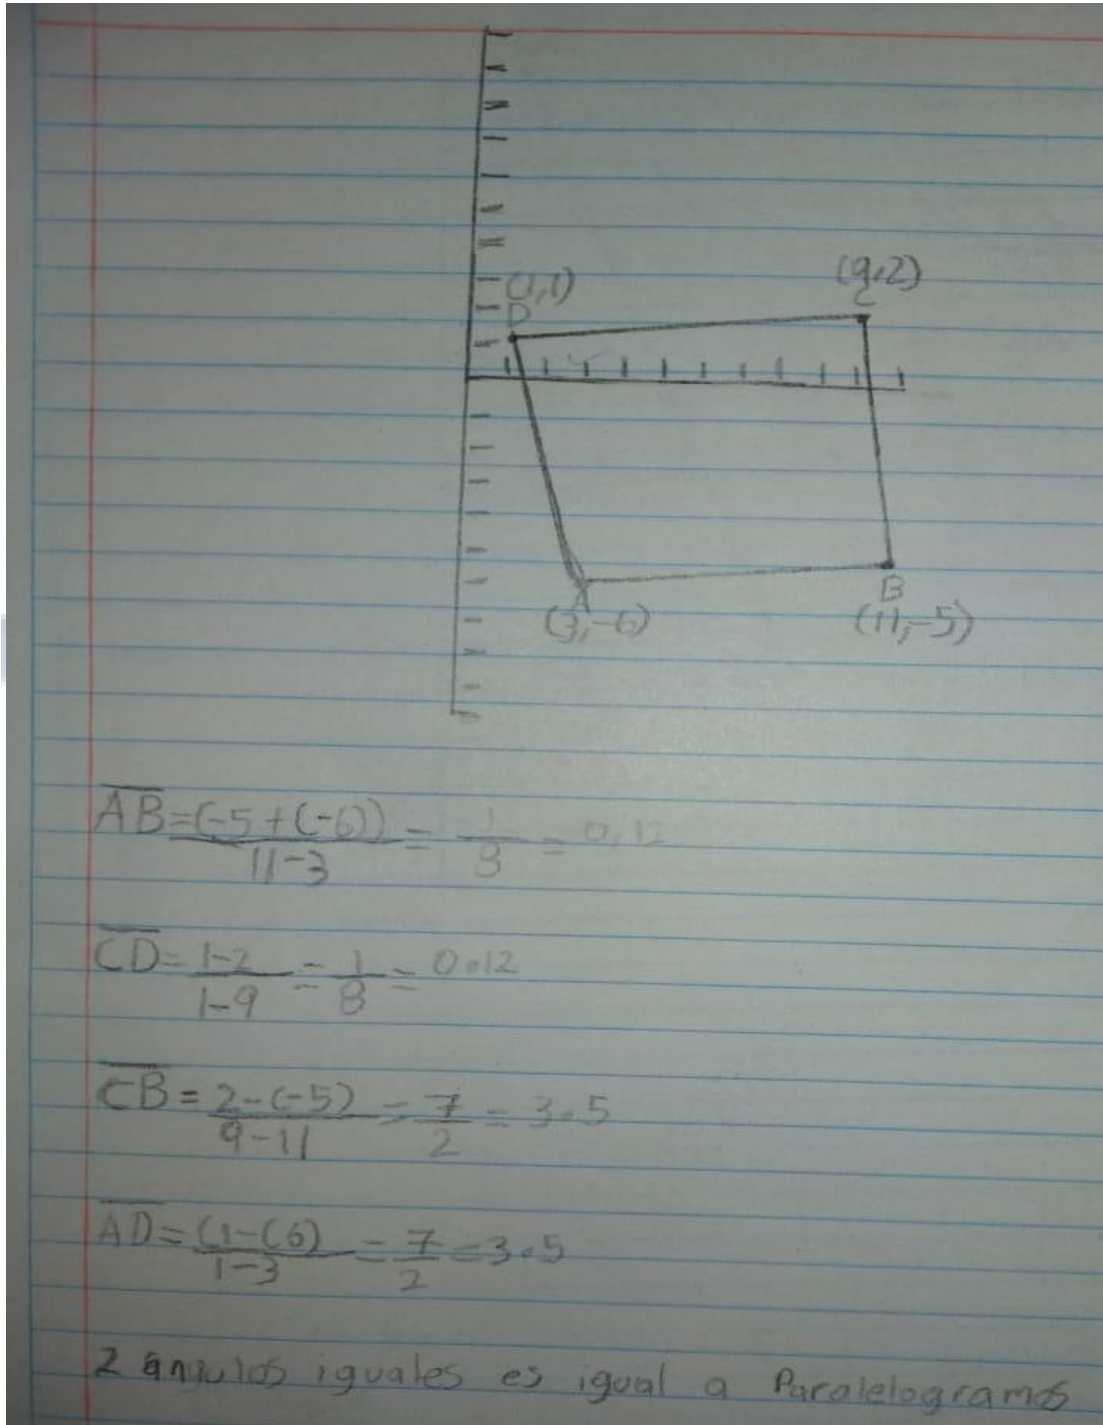 (1,1)
D
(9,2)
C
A
(3,-6)
B
(11,-5)
AB = (-5+(-6)) / 11-3 = 1/8 = 0.12
CD = 1-2 / 1-9 = 1/8 = 0.12
CB = 2-(-5) / 9-11 = 7/2 = 3.5
AD = (1-(6) / 1-3 = 7/2 = 3.5
2 ángulos iguales es igual a Paralelogramos